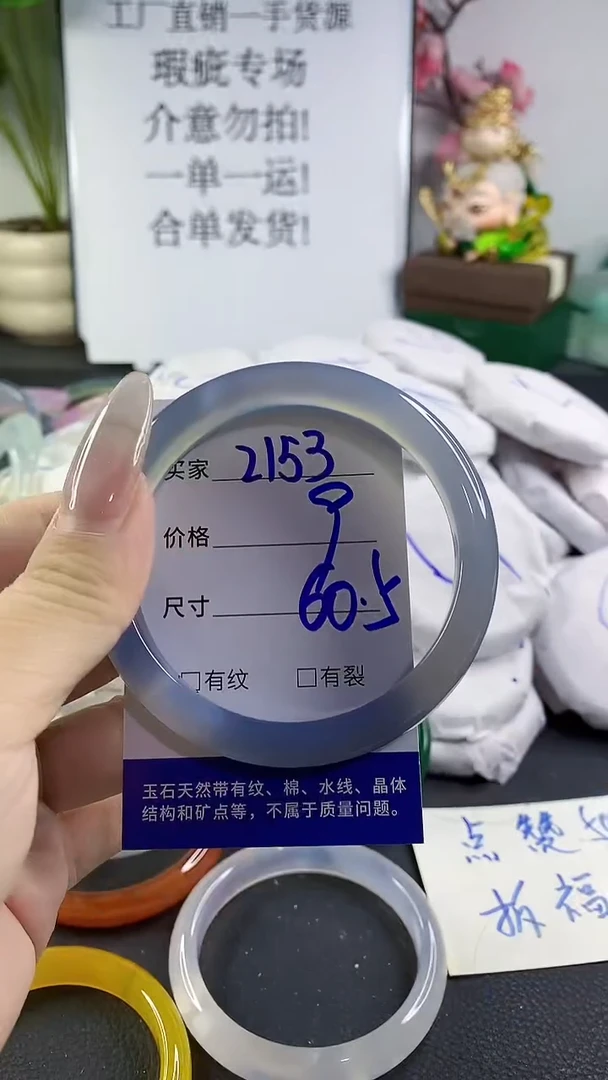 工厂直销一手货源
瑕疵专场
介意勿拍!
一单一运!
合单发货!
买家 2153
价格
尺寸 60.5
□有纹 □有裂
玉石天然带有纹、棉、水线、晶体
结构和矿点等，不属于质量问题。
点赞
拆福